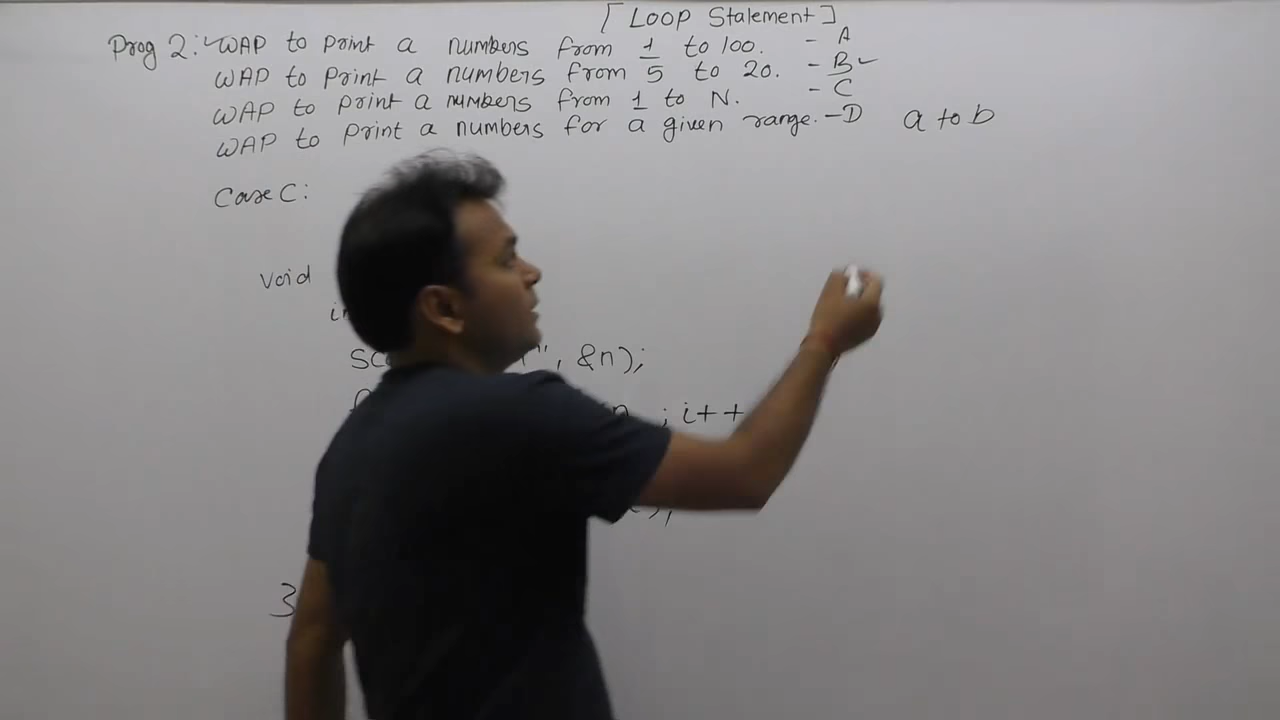 [Loop Statement]
Prog 2: WAP to print a numbers from 1 to 100. - A
WAP to print a numbers from 5 to 20. - B
WAP to print a numbers from 1 to N. - C
WAP to print a numbers for a given range. - D a to b
Case C:
void
", &n);
; i++
);